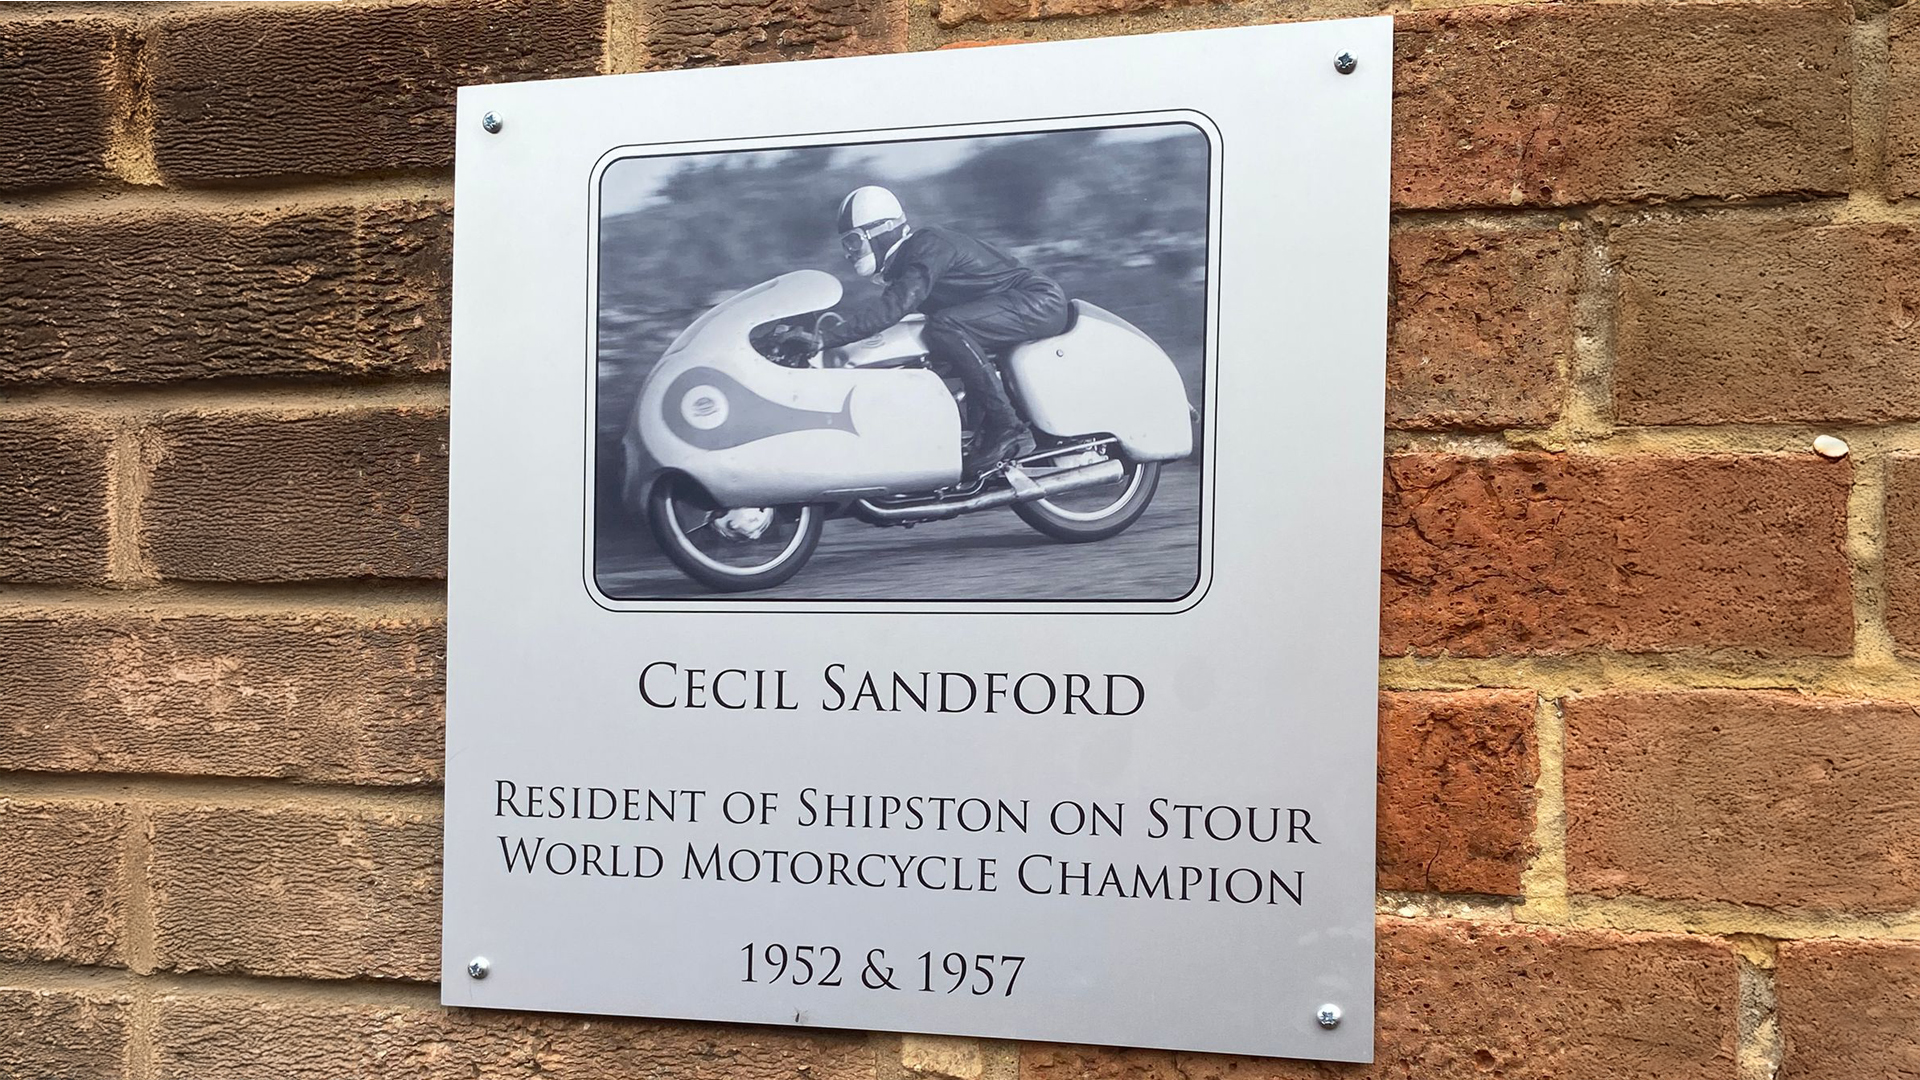 Cecil Sandford
Resident of Shipston on Stour
World Motorcycle Champion
1952 & 1957